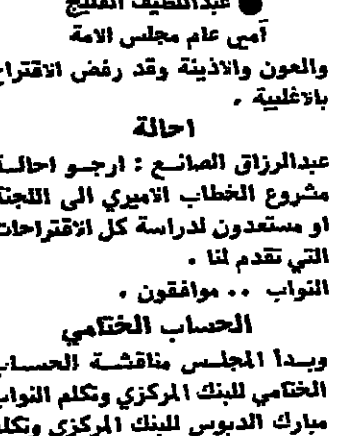 ● عبداللطيف الفليج
أمين عام مجلس الامة
والعون والاذينة وقد رفض الاقتراح
بالاغلبية .
احالة
عبدالرزاق الصانع : ارجو احالة
مشروع الخطاب الاميري الى اللجنة
او مستعدون لدراسة كل الاقتراحات
التي تقدم لنا .
النواب .. موافقون .
الحساب الختامي
وبدأ المجلس مناقشة الحساب
الختامي للبنك المركزي وتكلم النواب
مبارك الدبوس للبنك المركزي وتكلم